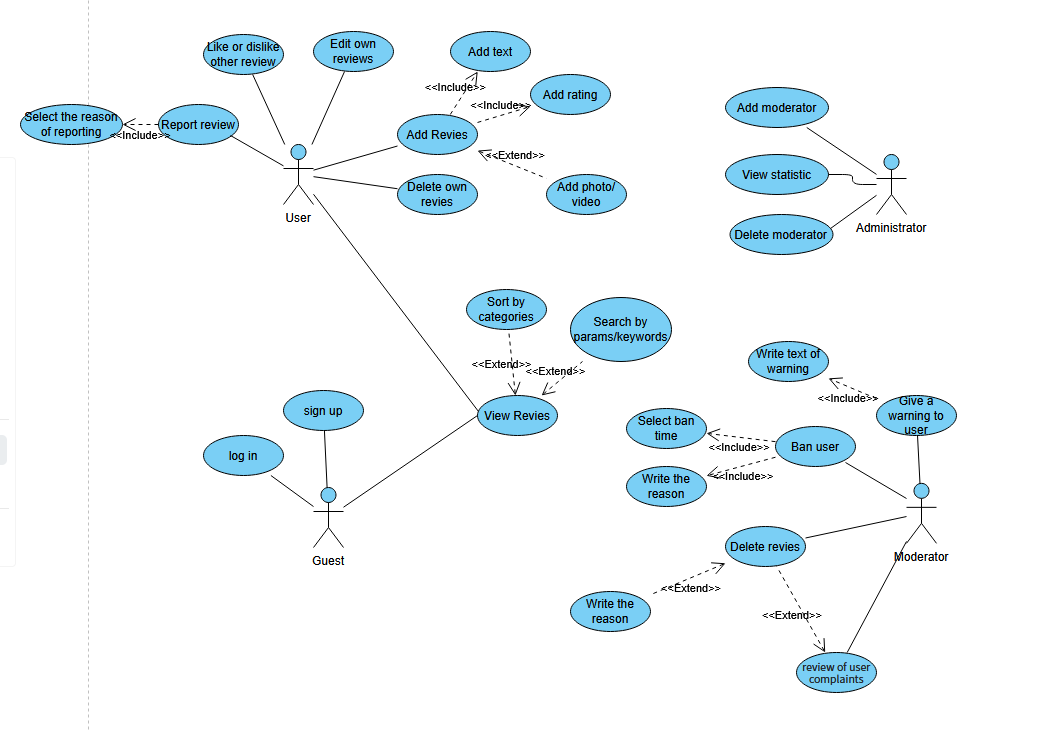 Like or dislike
other review
Edit own
reviews
Add text
<<Include>>
Add rating
<<Include>>
Select the reason
of reporting
<<Include>>
Report review
Add Revies
<<Extend>>
Add photo/
video
Delete own
revies
User
Add moderator
View statistic
Delete moderator
Administrator
Sort by
categories
Search by
params/keywords
<<Extend>>
<<Extend>>
View Revies
sign up
log in
Guest
Write text of
warning
<<Include>>
Give a
warning to
user
Select ban
time
<<Include>>
Ban user
Write the
reason
<<Include>>
Delete revies
Moderator
<<Extend>>
Write the
reason
<<Extend>>
review of user
complaints